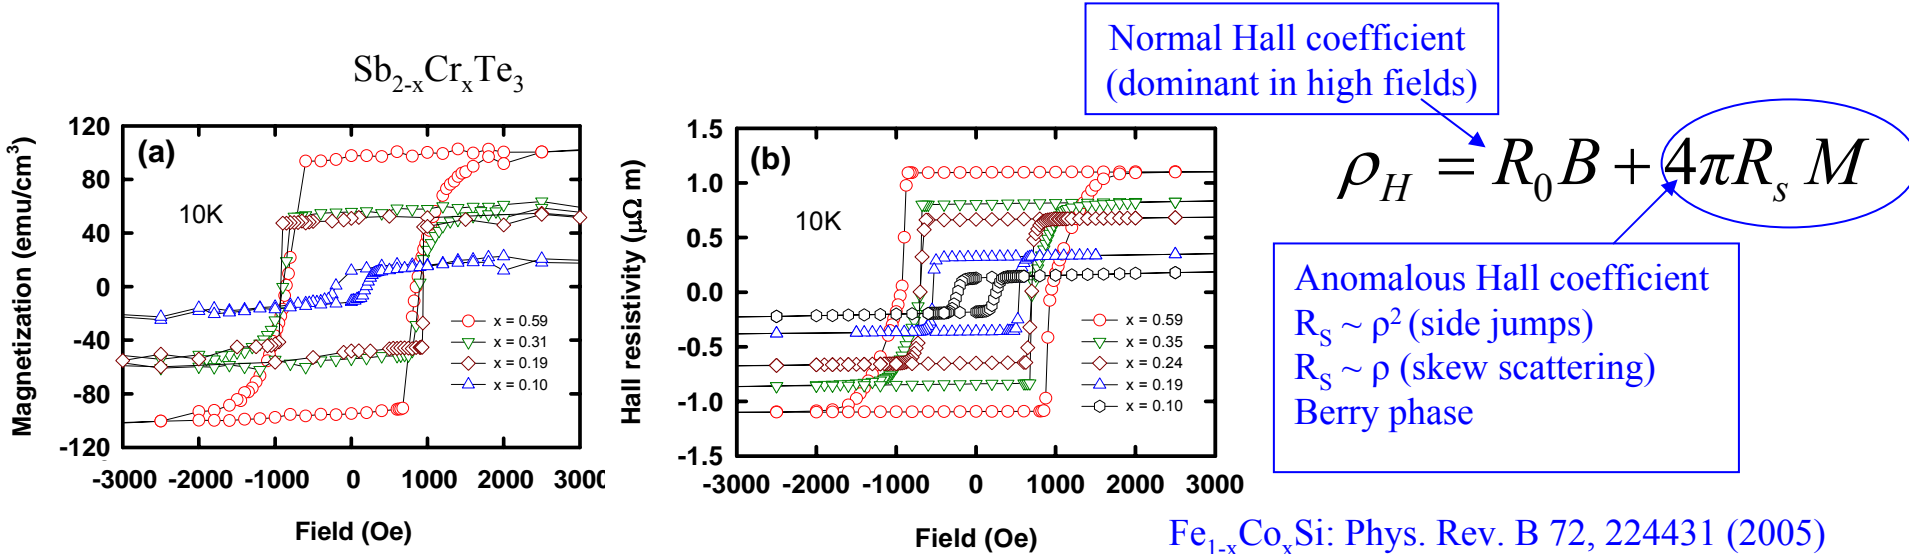 Sb2-xCrxTe3
Normal Hall coefficient
(dominant in high fields)
ρH = R0B + 4πRs M
Anomalous Hall coefficient
RS ~ ρ² (side jumps)
RS ~ ρ (skew scattering)
Berry phase
Fe1-xCoxSi: Phys. Rev. B 72, 224431 (2005)
(a)
10K
Magnetization (emu/cm³)
120
80
40
0
-40
-80
-120
x = 0.59
x = 0.31
x = 0.19
x = 0.10
-3000 -2000 -1000 0 1000 2000 3000
Field (Oe)
(b)
10K
Hall resistivity (μΩ m)
1.5
1.0
0.5
0.0
-0.5
-1.0
-1.5
x = 0.59
x = 0.35
x = 0.24
x = 0.19
x = 0.10
-3000 -2000 -1000 0 1000 2000 3000
Field (Oe)